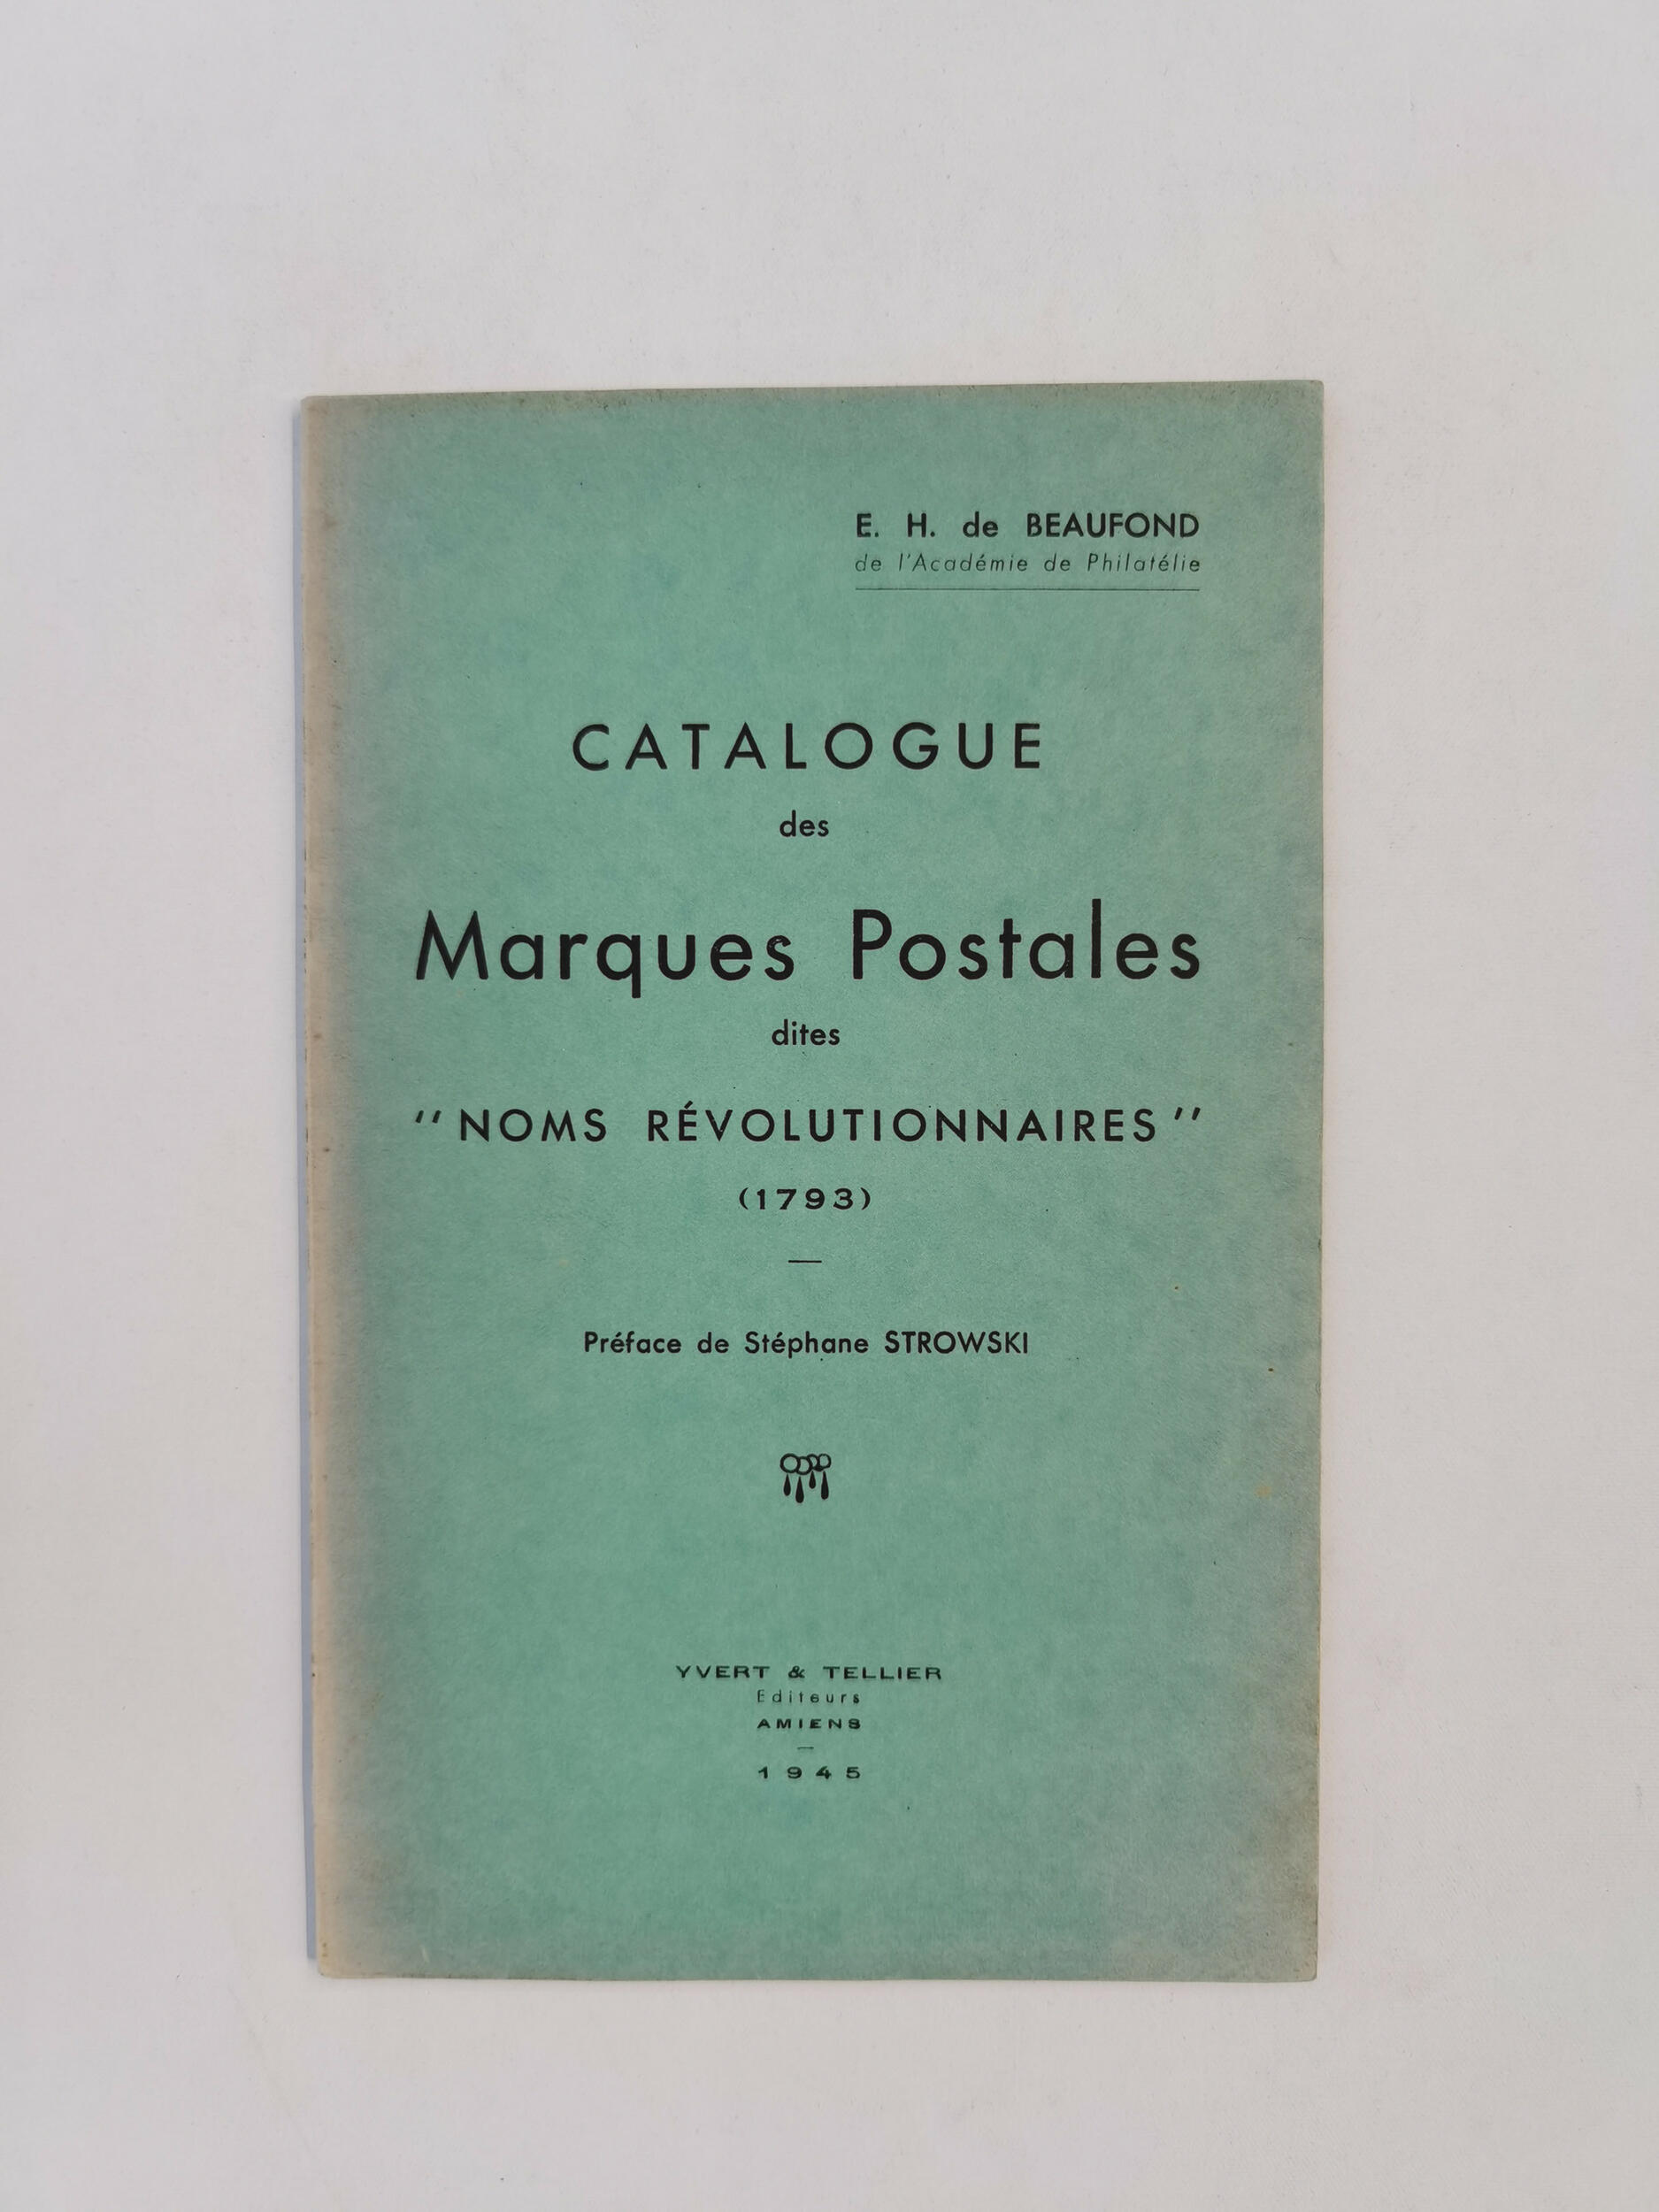 E. H. de BEAUFOND
de l'Académie de Philatélie
CATALOGUE
des
Marques Postales
dites
"NOMS RÉVOLUTIONNAIRES"
(1793)
Préface de Stéphane STROWSKI
YVERT & TELLIER
Editeurs
AMIENS
1945